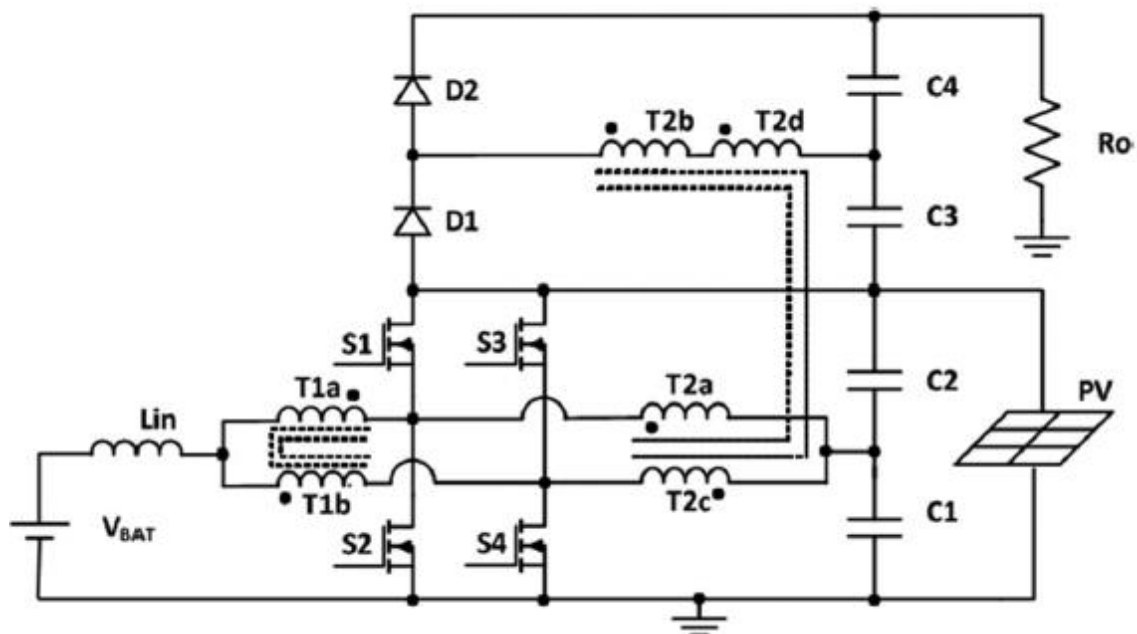 D2
C4
T2b T2d
Ro
D1
C3
S1
S3
T1a
T2a
C2
PV
Lin
T1b
T2c
C1
VBAT
S2
S4